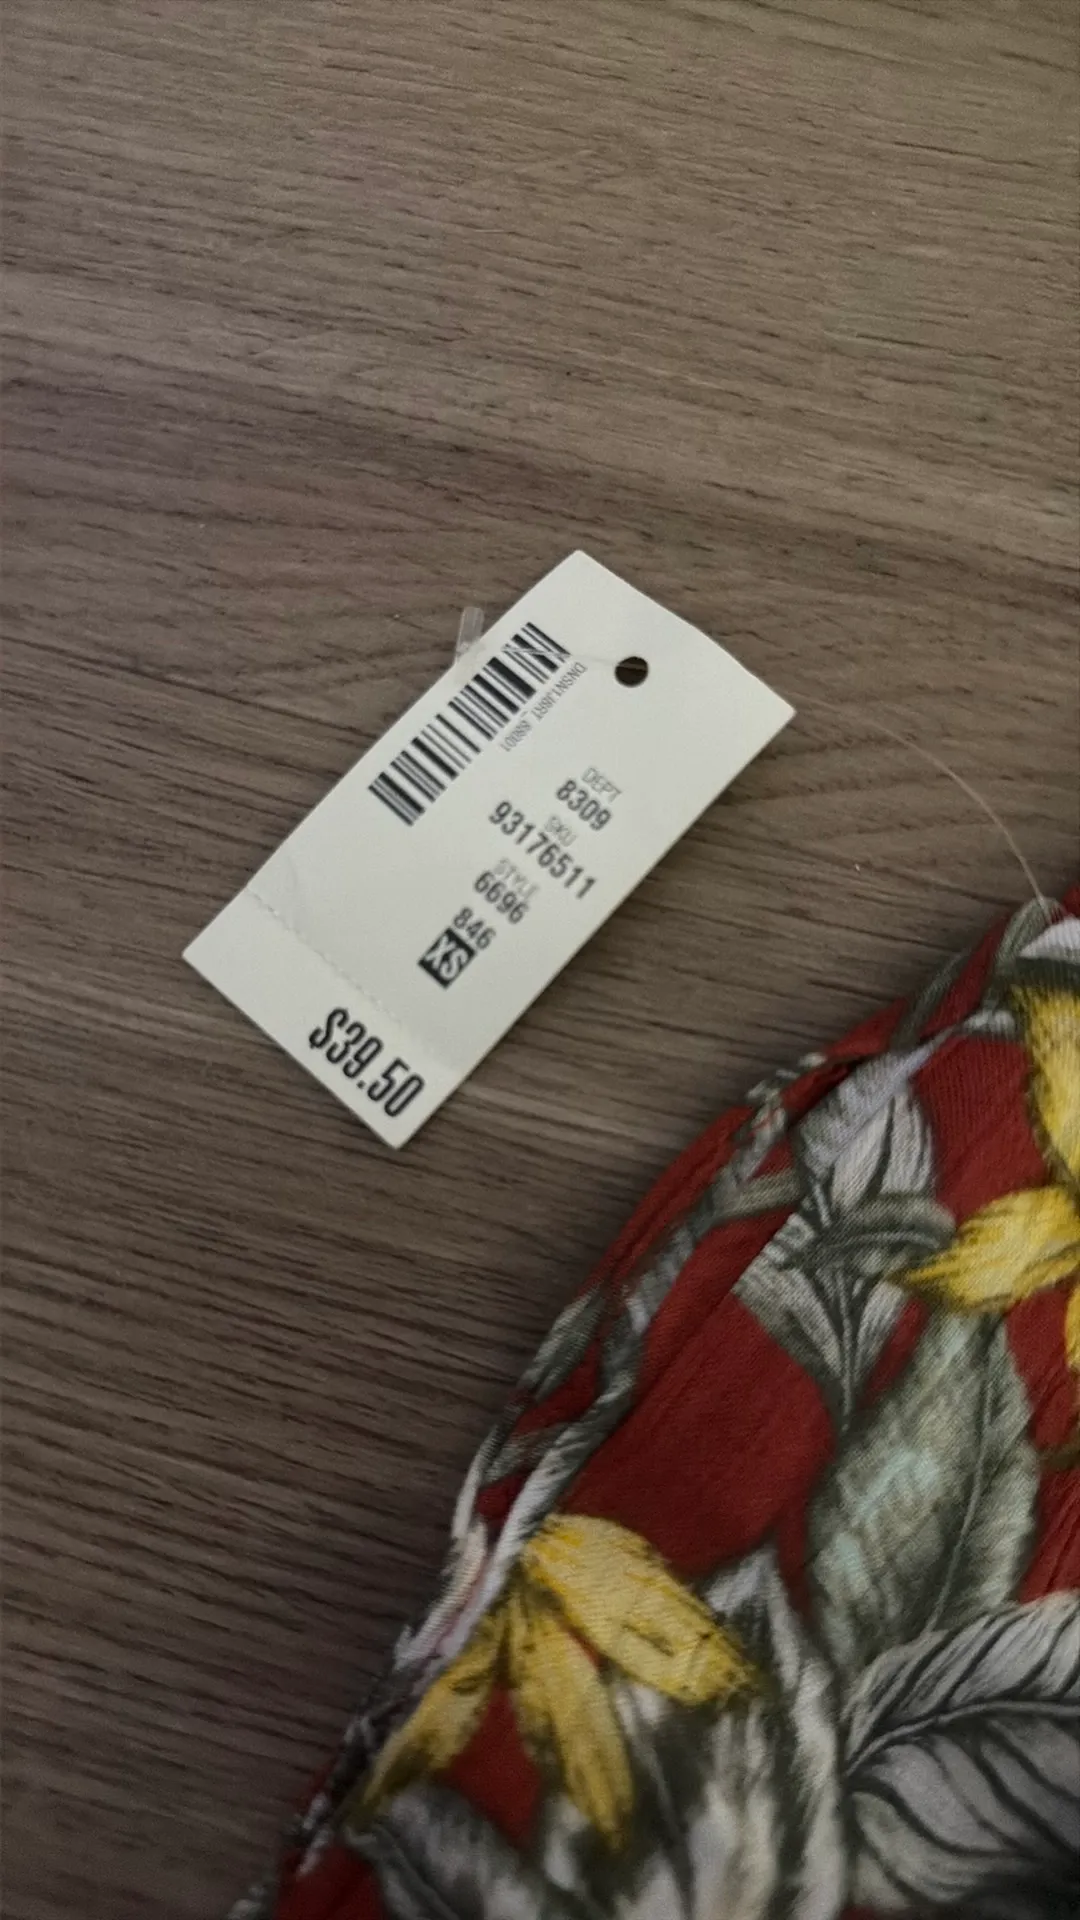 DEPT
8309
SKU
93176511
STYLE
6696
846
XS
$39.50